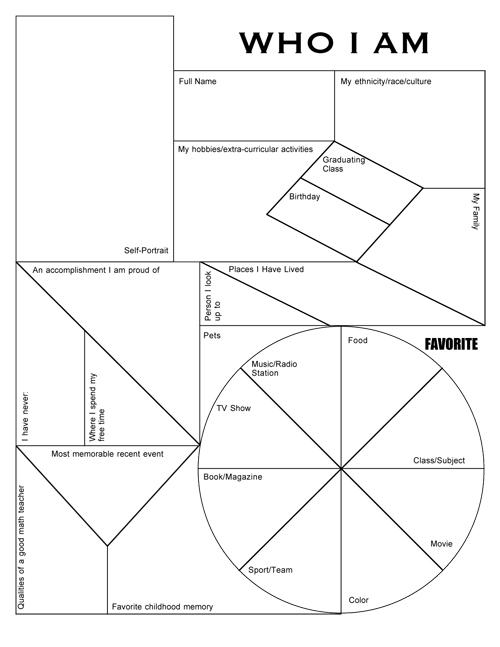 WHO I AM
Full Name
My ethnicity/race/culture
My hobbies/extra-curricular activities
Graduating
Class
Birthday
My Family
Self-Portrait
An accomplishment I am proud of
Person I look
up to
Places I Have Lived
Pets
FAVORITE
Food
Music/Radio
Station
TV Show
Class/Subject
Book/Magazine
Movie
Sport/Team
Color
I have never:
Where I spend my
free time
Most memorable recent event
Qualities of a good math teacher
Favorite childhood memory